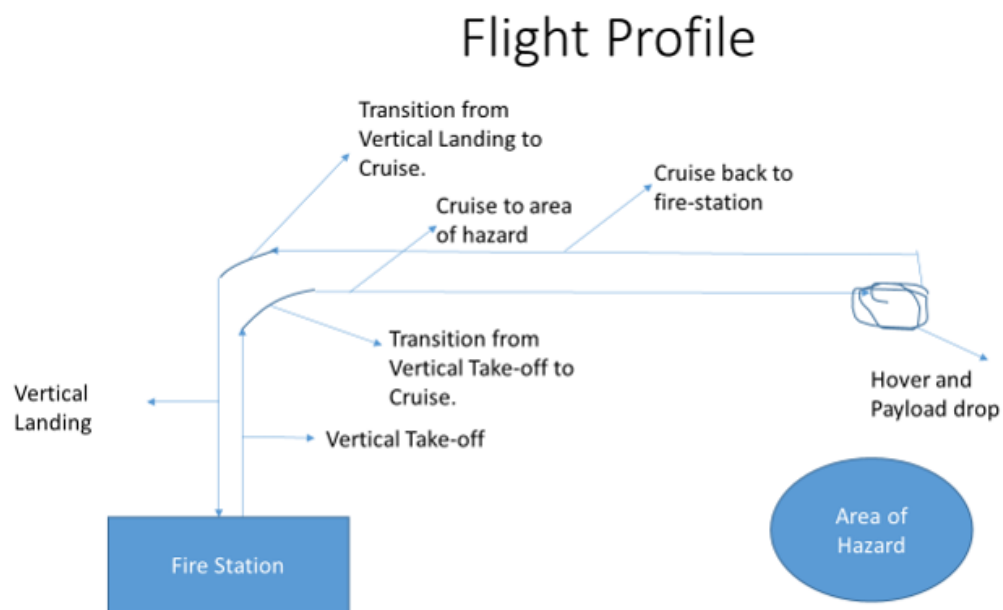 Flight Profile
Transition from
Vertical Landing to
Cruise.
Cruise back to
fire-station
Cruise to area
of hazard
Transition from
Vertical Take-off to
Cruise.
Hover and
Payload drop
Vertical
Landing
Vertical Take-off
Area of
Hazard
Fire Station